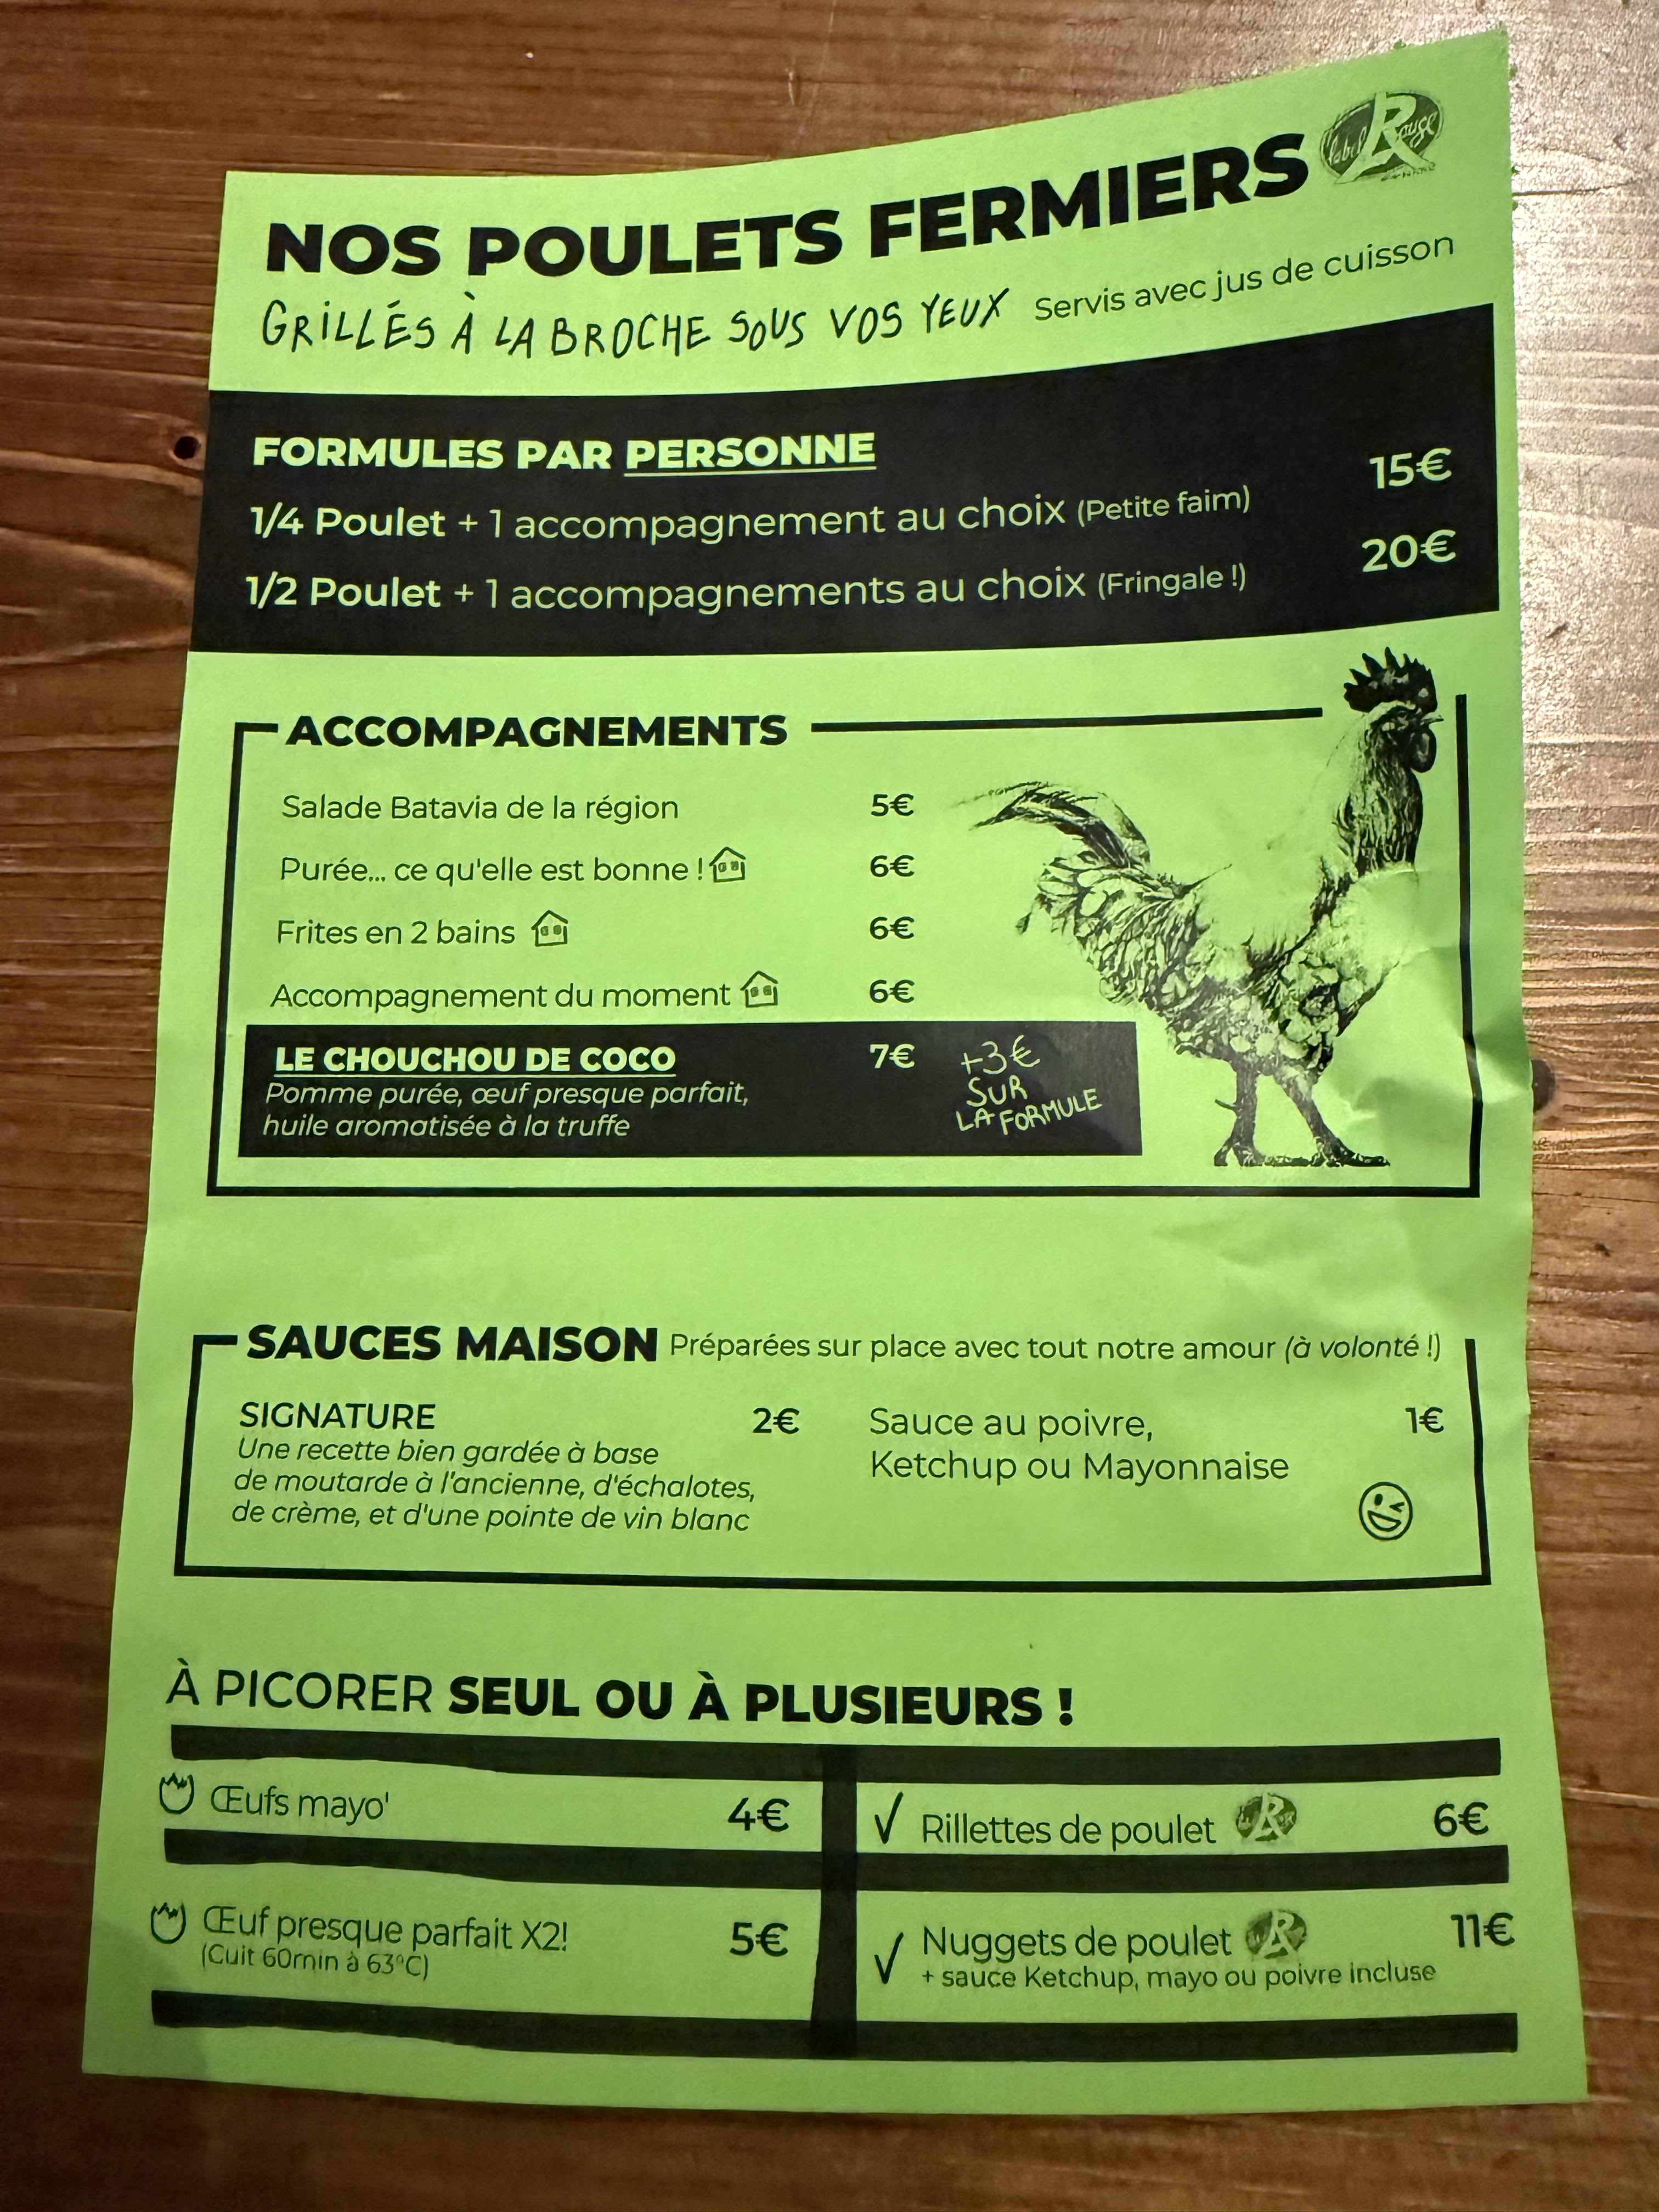 NOS POULETS FERMIERS
Label Rouge
GRILLÉS À LA BROCHE SOUS VOS YEUX Servis avec jus de cuisson
FORMULES PAR PERSONNE
1/4 Poulet + 1 accompagnement au choix (Petite faim) 15€
1/2 Poulet + 1 accompagnements au choix (Fringale !) 20€
ACCOMPAGNEMENTS
Salade Batavia de la région 5€
Purée... ce qu'elle est bonne ! 6€
Frites en 2 bains 6€
Accompagnement du moment 6€
LE CHOUCHOU DE COCO 7€
Pomme purée, œuf presque parfait,
huile aromatisée à la truffe
+3€
SUR
LA FORMULE
SAUCES MAISON Préparées sur place avec tout notre amour (à volonté !)
SIGNATURE 2€
Une recette bien gardée à base
de moutarde à l'ancienne, d'échalotes,
de crème, et d'une pointe de vin blanc
Sauce au poivre, 1€
Ketchup ou Mayonnaise
À PICORER SEUL OU À PLUSIEURS !
Œufs mayo' 4€
Rillettes de poulet 6€
Œuf presque parfait X2! 5€
(Cuit 60min à 63°C)
Nuggets de poulet 11€
+ sauce Ketchup, mayo ou poivre incluse